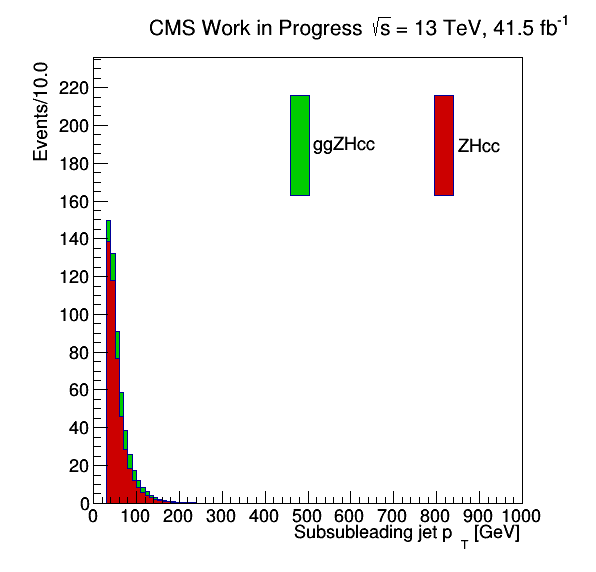 CMS Work in Progress √s = 13 TeV, 41.5 fb⁻¹
Events/10.0
220
200
180
160
140
120
100
80
60
40
20
0
ggZHcc
ZHcc
0 100 200 300 400 500 600 700 800 900 1000
Subsubleading jet p_T [GeV]